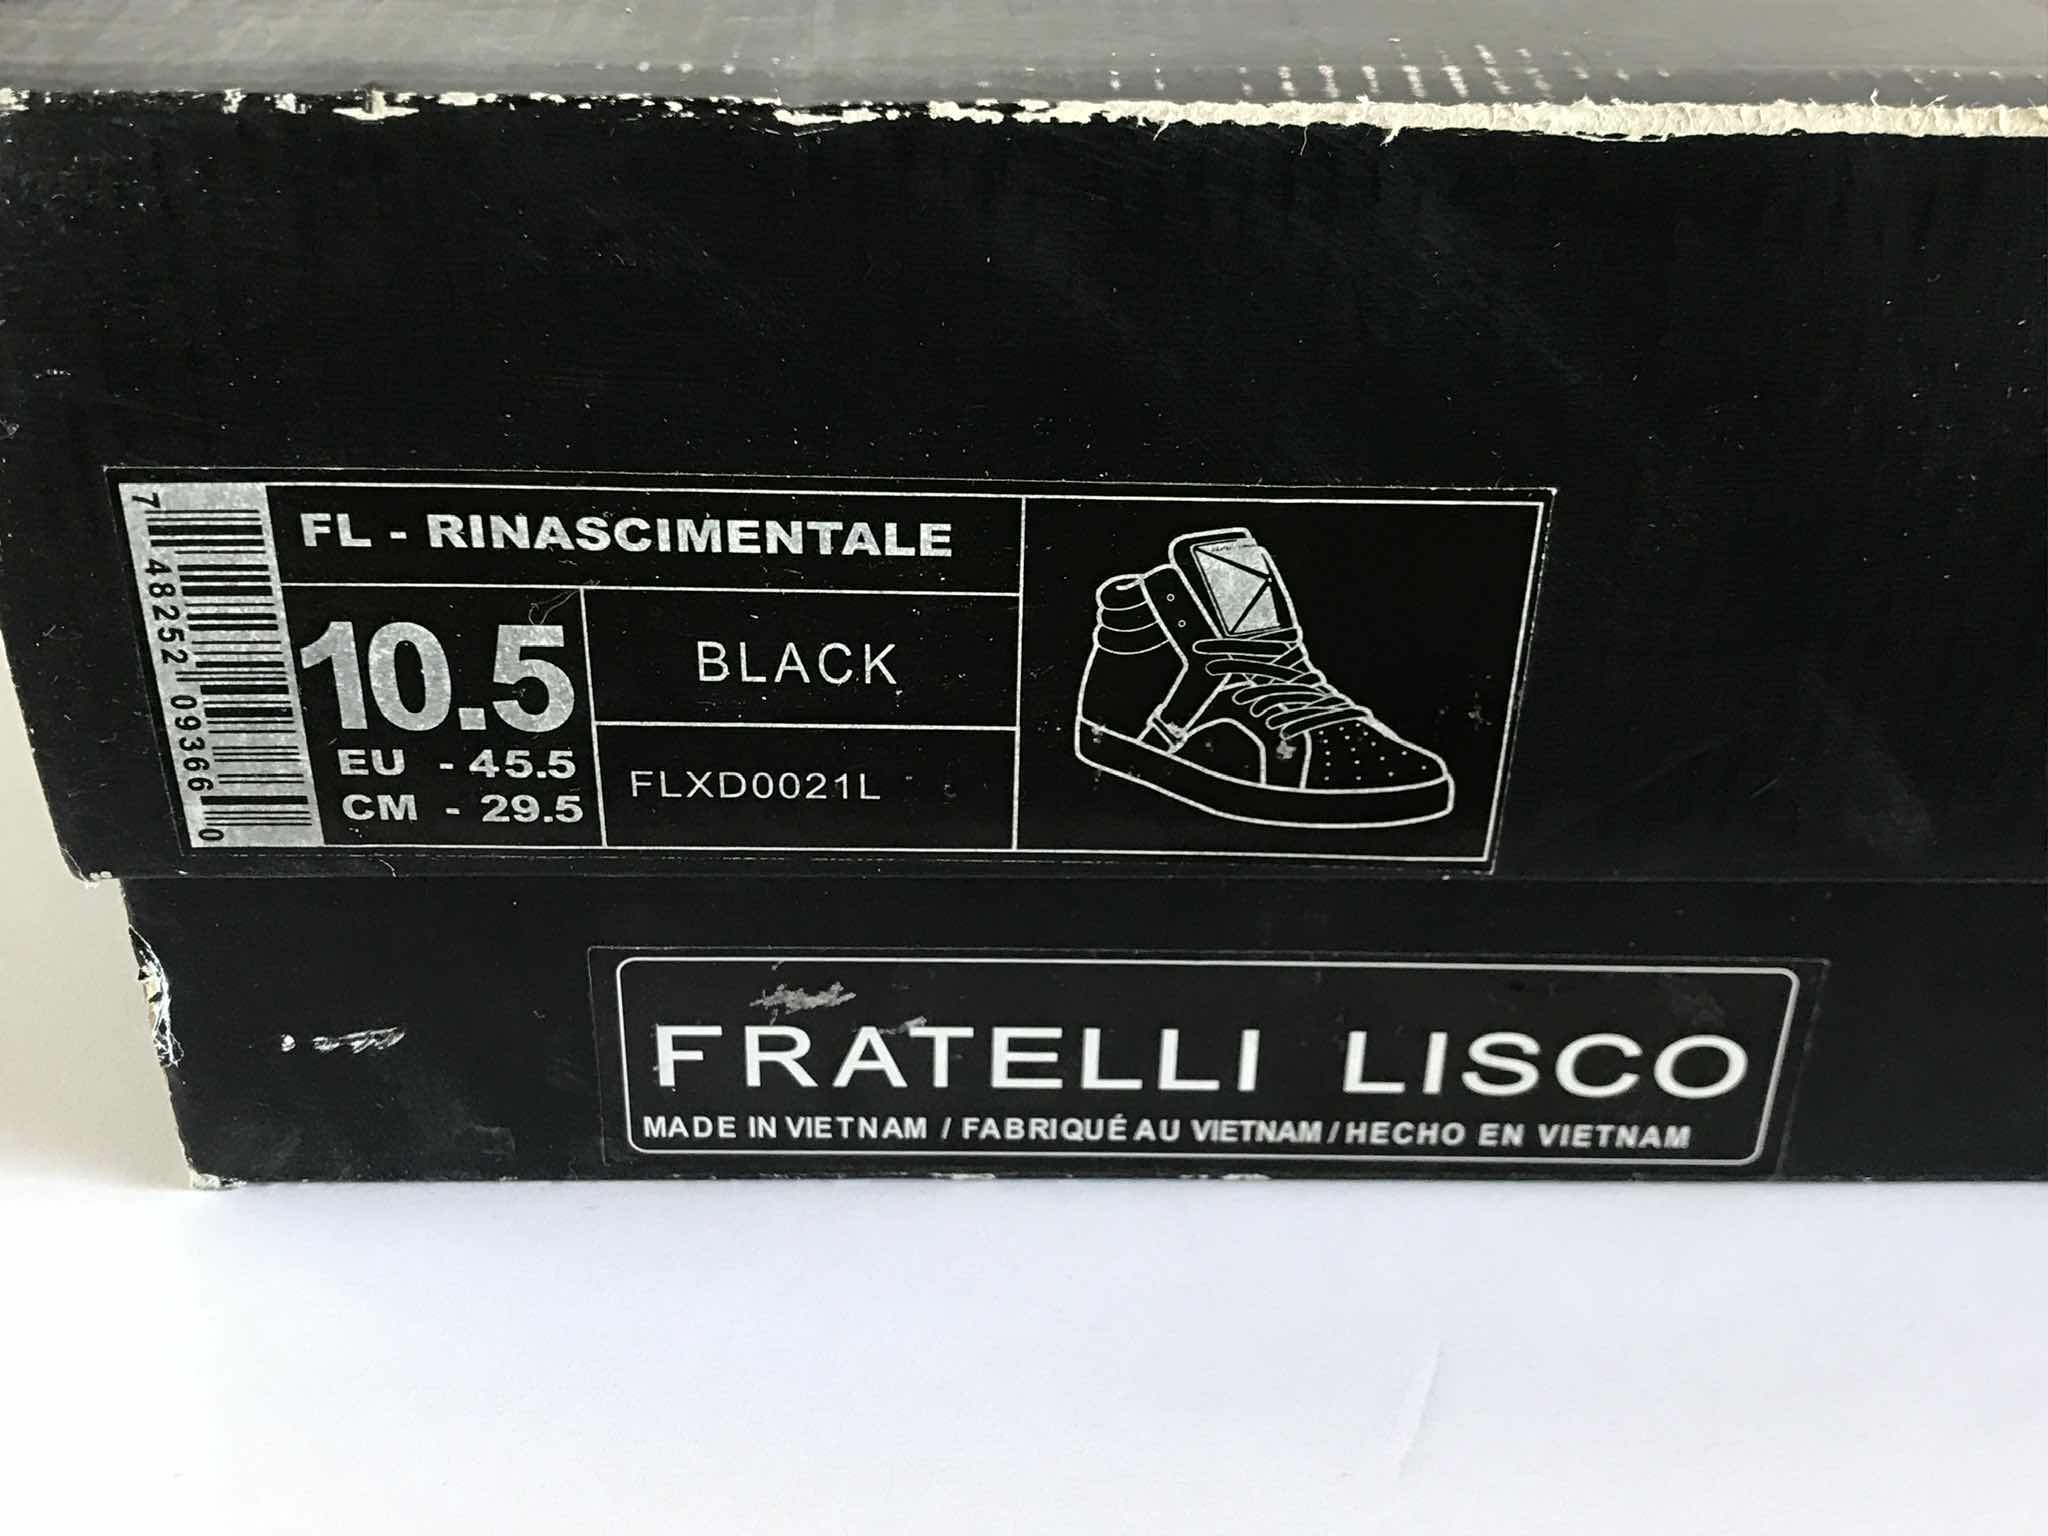 FL - RINASCIMENTALE
10.5
EU - 45.5
CM - 29.5
BLACK
FLXD0021L
7 48252 09366 0
FRATELLI LISCO
MADE IN VIETNAM / FABRIQUÉ AU VIETNAM / HECHO EN VIETNAM